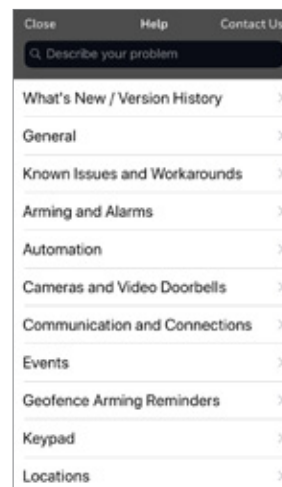 Close Help Contact Us
Describe your problem
What's New / Version History
General
Known Issues and Workarounds
Arming and Alarms
Automation
Cameras and Video Doorbells
Communication and Connections
Events
Geofence Arming Reminders
Keypad
Locations